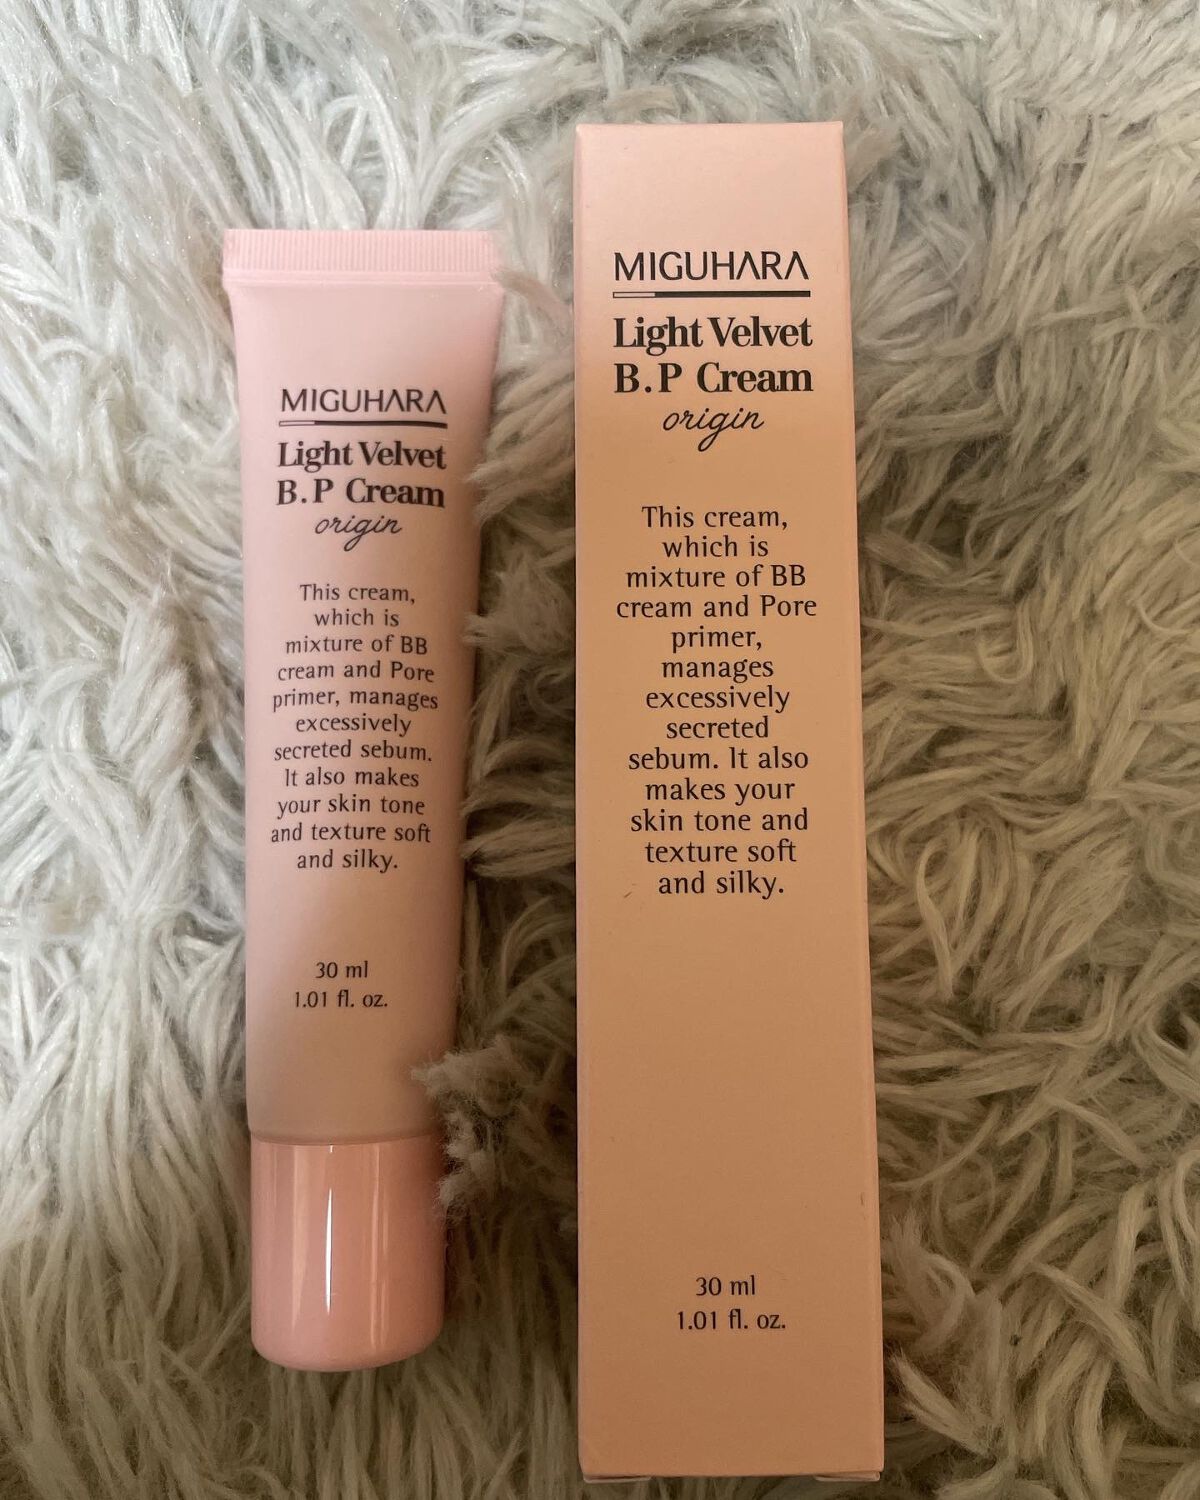 MIGUHARA
Light Velvet
B.P Cream
origin
This cream,
which is
mixture of BB
cream and Pore
primer, manages
excessively
secreted sebum.
It also makes
your skin tone
and texture soft
and silky.
30 ml
1.01 fl. oz.
MIGUHARA
Light Velvet
B.P Cream
origin
This cream,
which is
mixture of BB
cream and Pore
primer,
manages
excessively
secreted
sebum. It also
makes your
skin tone and
texture soft
and silky.
30 ml
1.01 fl. oz.